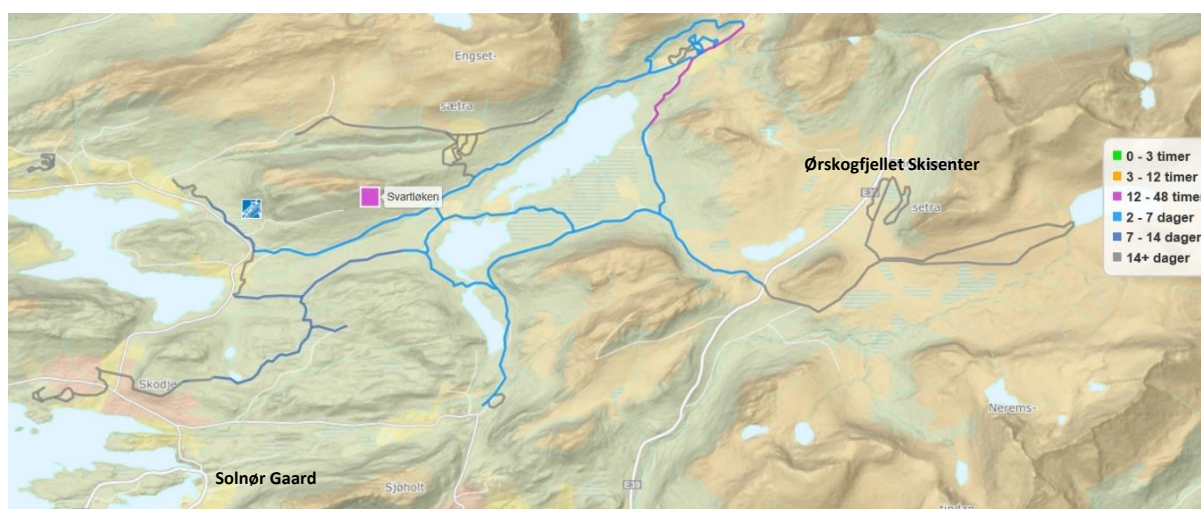 Engset-
sætra
Svartløken
Ørskogfjellet Skisenter
setra
0 - 3 timer
3 - 12 timer
12 - 48 timer
2 - 7 dager
7 - 14 dager
14+ dager
Skodje
Nerems-
Solnør Gaard
Sjøholt
tindan